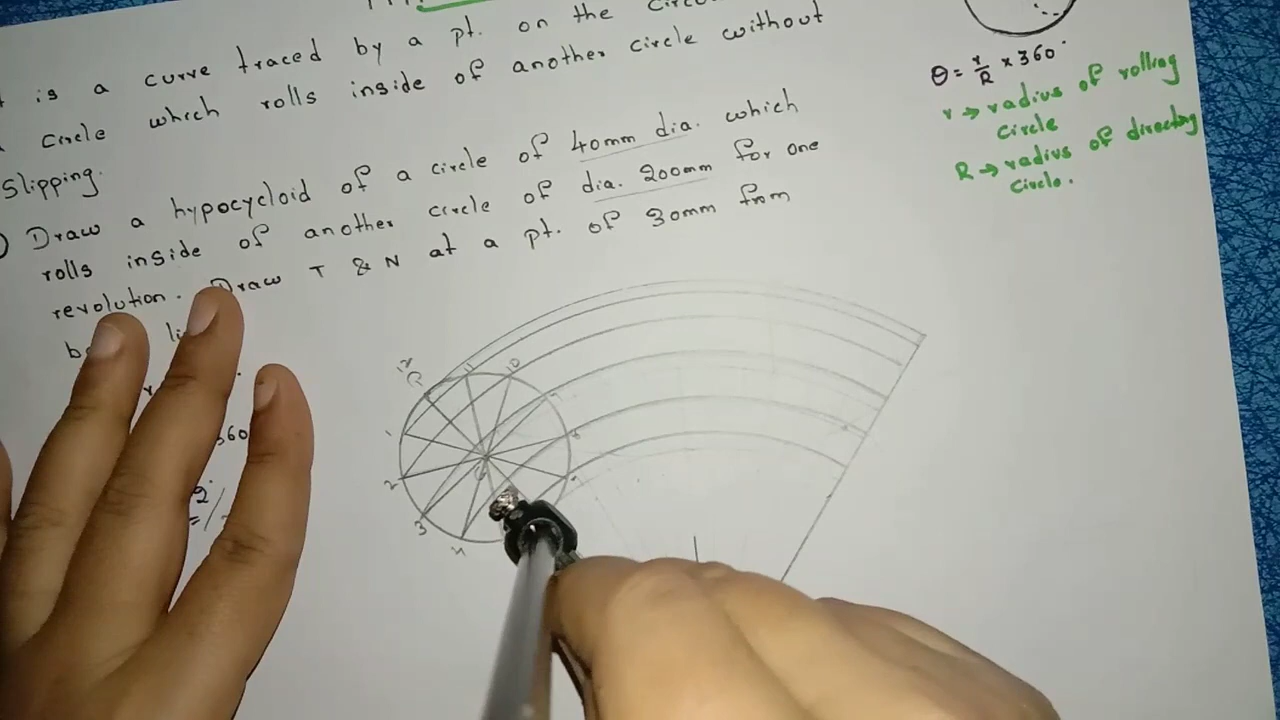 is a curve traced by a pt. on the
Circle which rolls inside of another circle without
Slipping.
Draw a hypocycloid of a circle of 40mm dia. which
rolls inside of another circle of dia. 200mm for one
revolution. Draw T & N at a pt. of 30mm from
θ = r/R × 360°
r → radius of rolling
circle
R → radius of directing
circle.
12
P
11
10
1
2
3
4